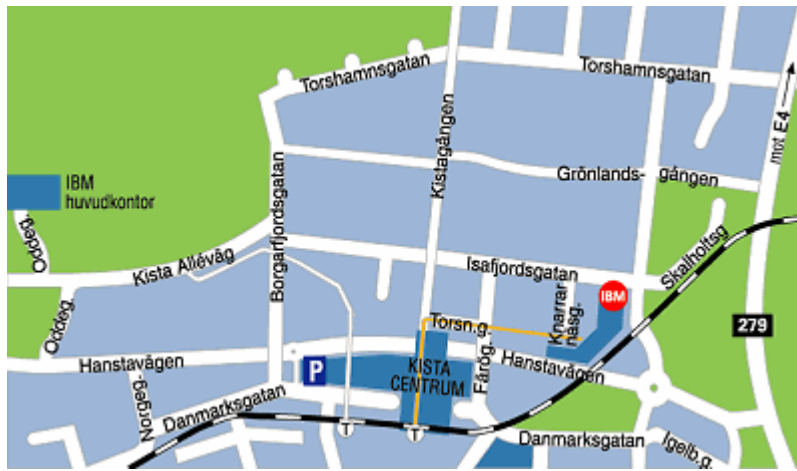 Torshamnsgatan
Torshamnsgatan
mot E4
Kistagången
Grönlands-
gången
IBM
huvudkontor
Borgarfjordsgatan
Oddeg.
Skalholtsg
Kista Allévåg
Isafjordsgatan
IBM
Knarrar
näsg.
Oddeg.
Torsn.g.
279
Hanstavägen
P
KISTA
CENTRUM
Färög.
Hanstavägen
Norgeg.
Danmarksgatan
T
T
Danmarksgatan
Igelb.g.